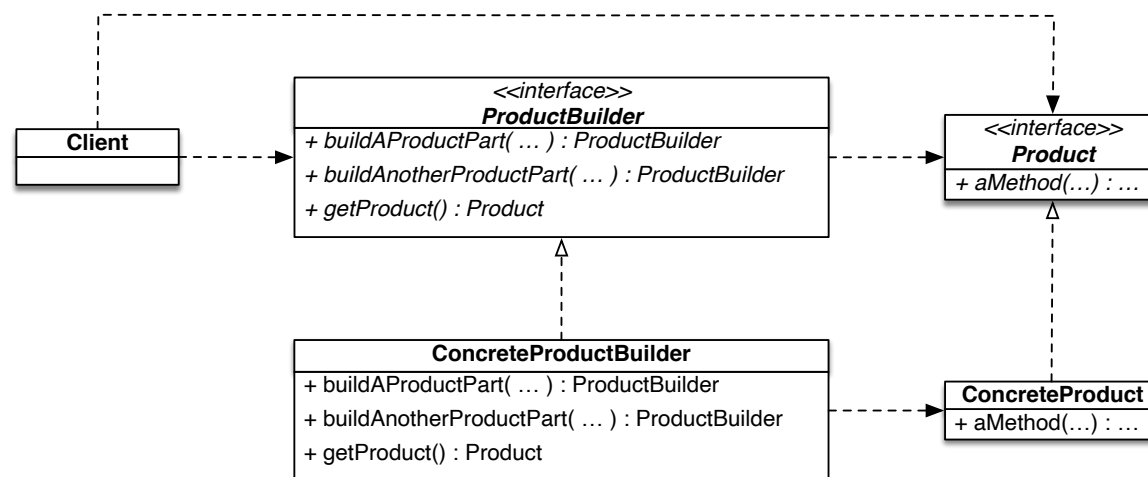 Client
<<interface>>
ProductBuilder
+ buildAProductPart( … ) : ProductBuilder
+ buildAnotherProductPart( … ) : ProductBuilder
+ getProduct() : Product
<<interface>>
Product
+ aMethod(…) : …
ConcreteProductBuilder
+ buildAProductPart( … ) : ProductBuilder
+ buildAnotherProductPart( … ) : ProductBuilder
+ getProduct() : Product
ConcreteProduct
+ aMethod(…) : …